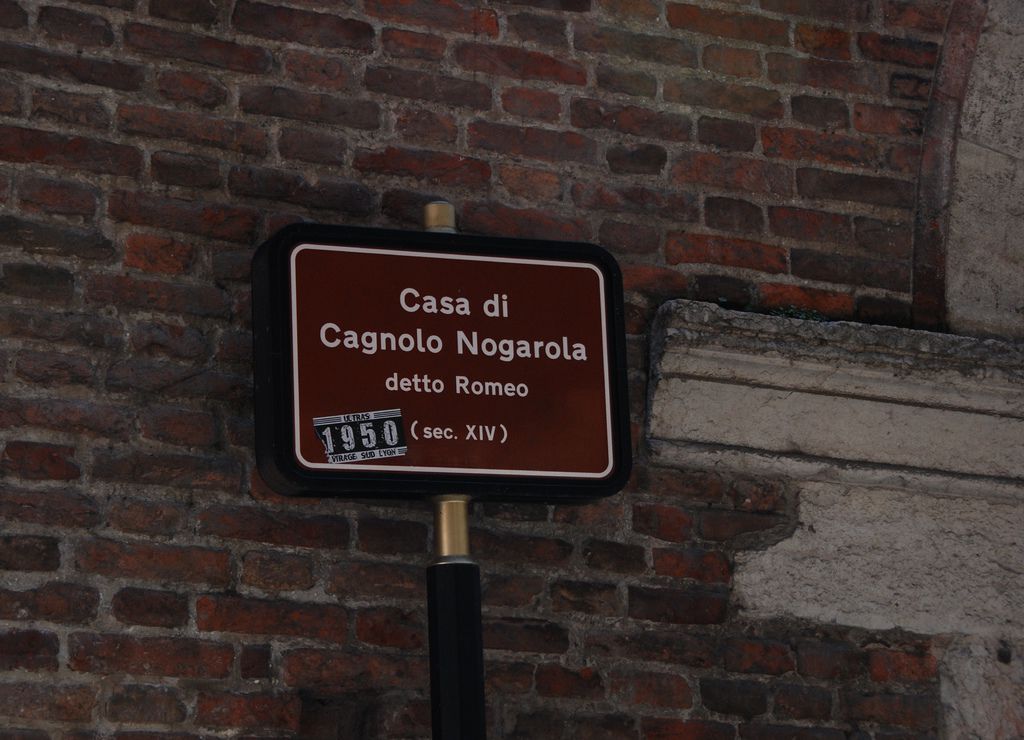 Casa di
Cagnolo Nogarola
detto Romeo
(sec. XIV)
ULTRAS
1950
VIRAGE SUD LYON